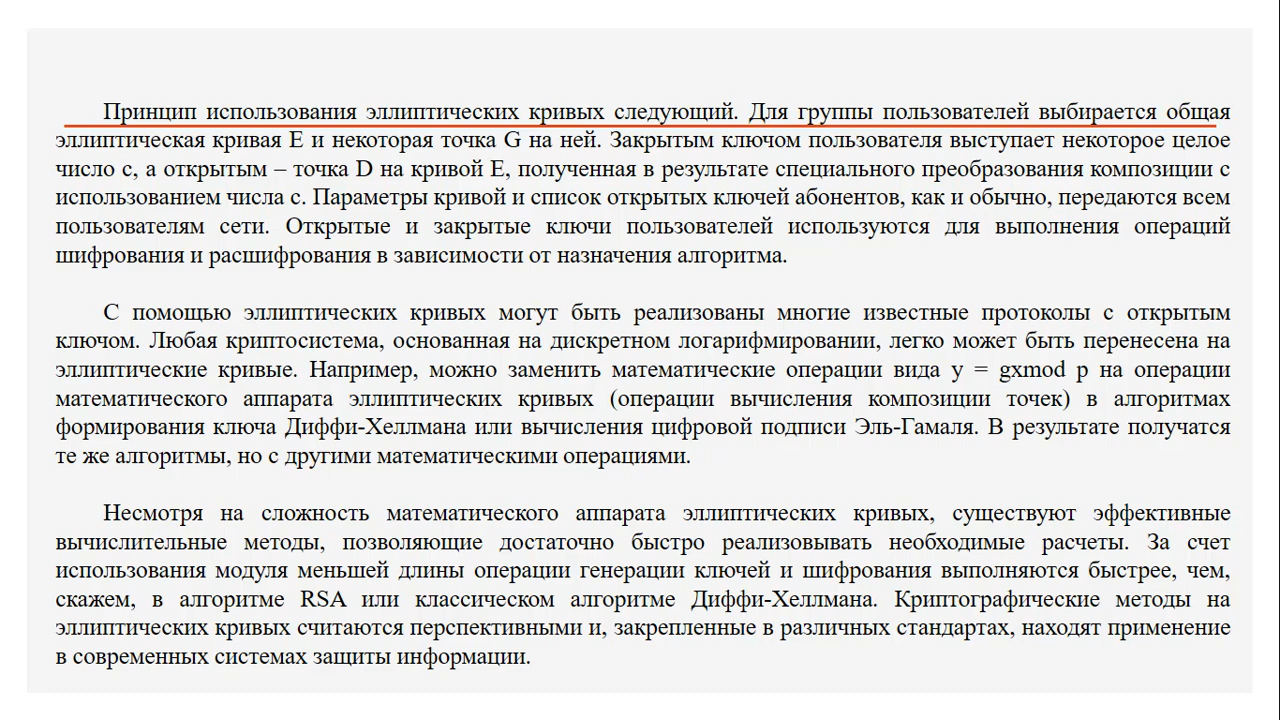 Принцип использования эллиптических кривых следующий. Для группы пользователей выбирается общая
эллиптическая кривая E и некоторая точка G на ней. Закрытым ключом пользователя выступает некоторое целое
число c, а открытым – точка D на кривой E, полученная в результате специального преобразования композиции с
использованием числа c. Параметры кривой и список открытых ключей абонентов, как и обычно, передаются всем
пользователям сети. Открытые и закрытые ключи пользователей используются для выполнения операций
шифрования и расшифрования в зависимости от назначения алгоритма.
С помощью эллиптических кривых могут быть реализованы многие известные протоколы с открытым
ключом. Любая криптосистема, основанная на дискретном логарифмировании, легко может быть перенесена на
эллиптические кривые. Например, можно заменить математические операции вида y = gxmod p на операции
математического аппарата эллиптических кривых (операции вычисления композиции точек) в алгоритмах
формирования ключа Диффи-Хеллмана или вычисления цифровой подписи Эль-Гамаля. В результате получатся
те же алгоритмы, но с другими математическими операциями.
Несмотря на сложность математического аппарата эллиптических кривых, существуют эффективные
вычислительные методы, позволяющие достаточно быстро реализовывать необходимые расчеты. За счет
использования модуля меньшей длины операции генерации ключей и шифрования выполняются быстрее, чем,
скажем, в алгоритме RSA или классическом алгоритме Диффи-Хеллмана. Криптографические методы на
эллиптических кривых считаются перспективными и, закрепленные в различных стандартах, находят применение
в современных системах защиты информации.